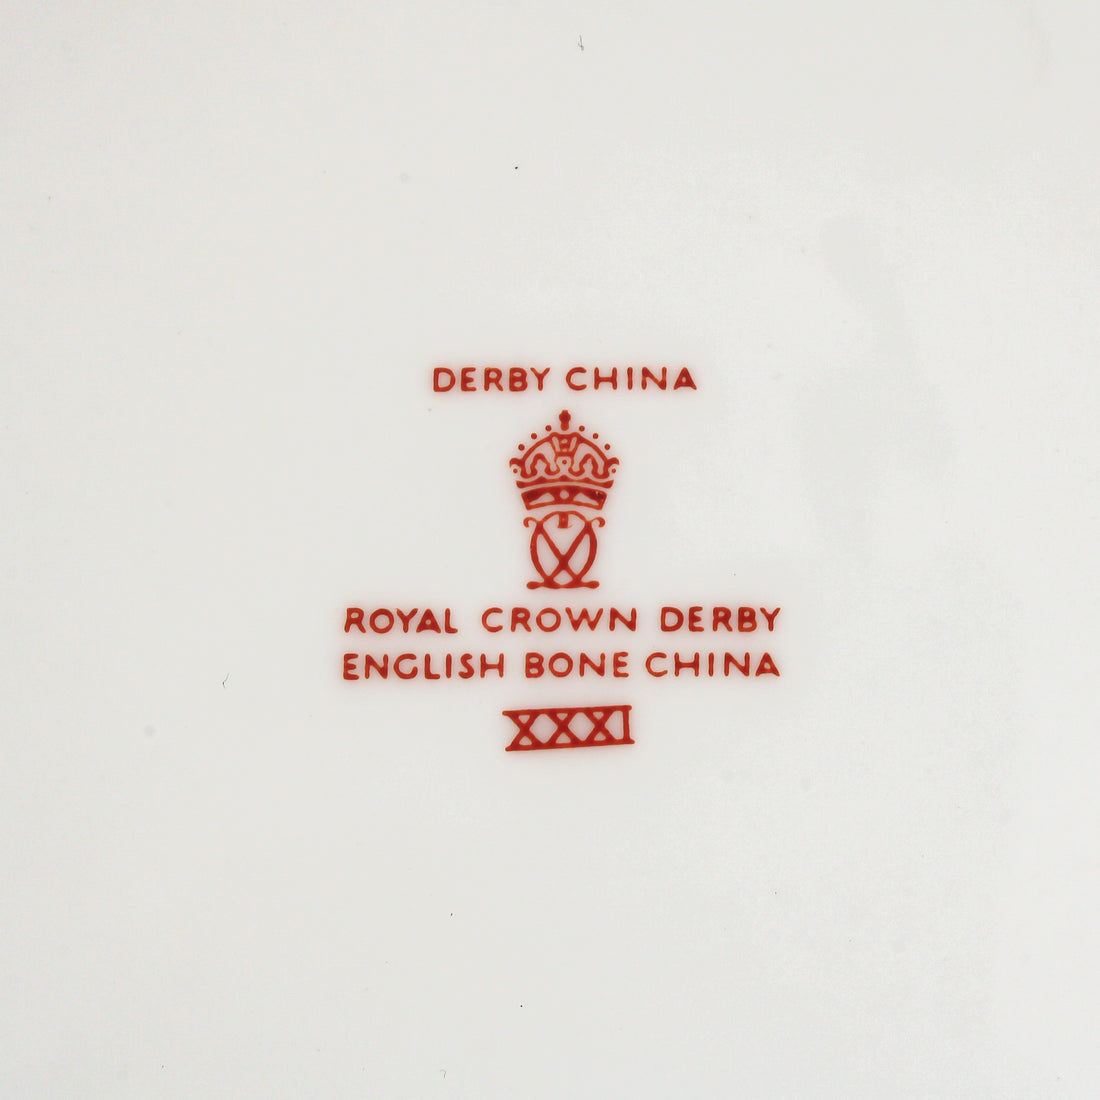 DERBY CHINA
ROYAL CROWN DERBY
ENGLISH BONE CHINA
XXXI